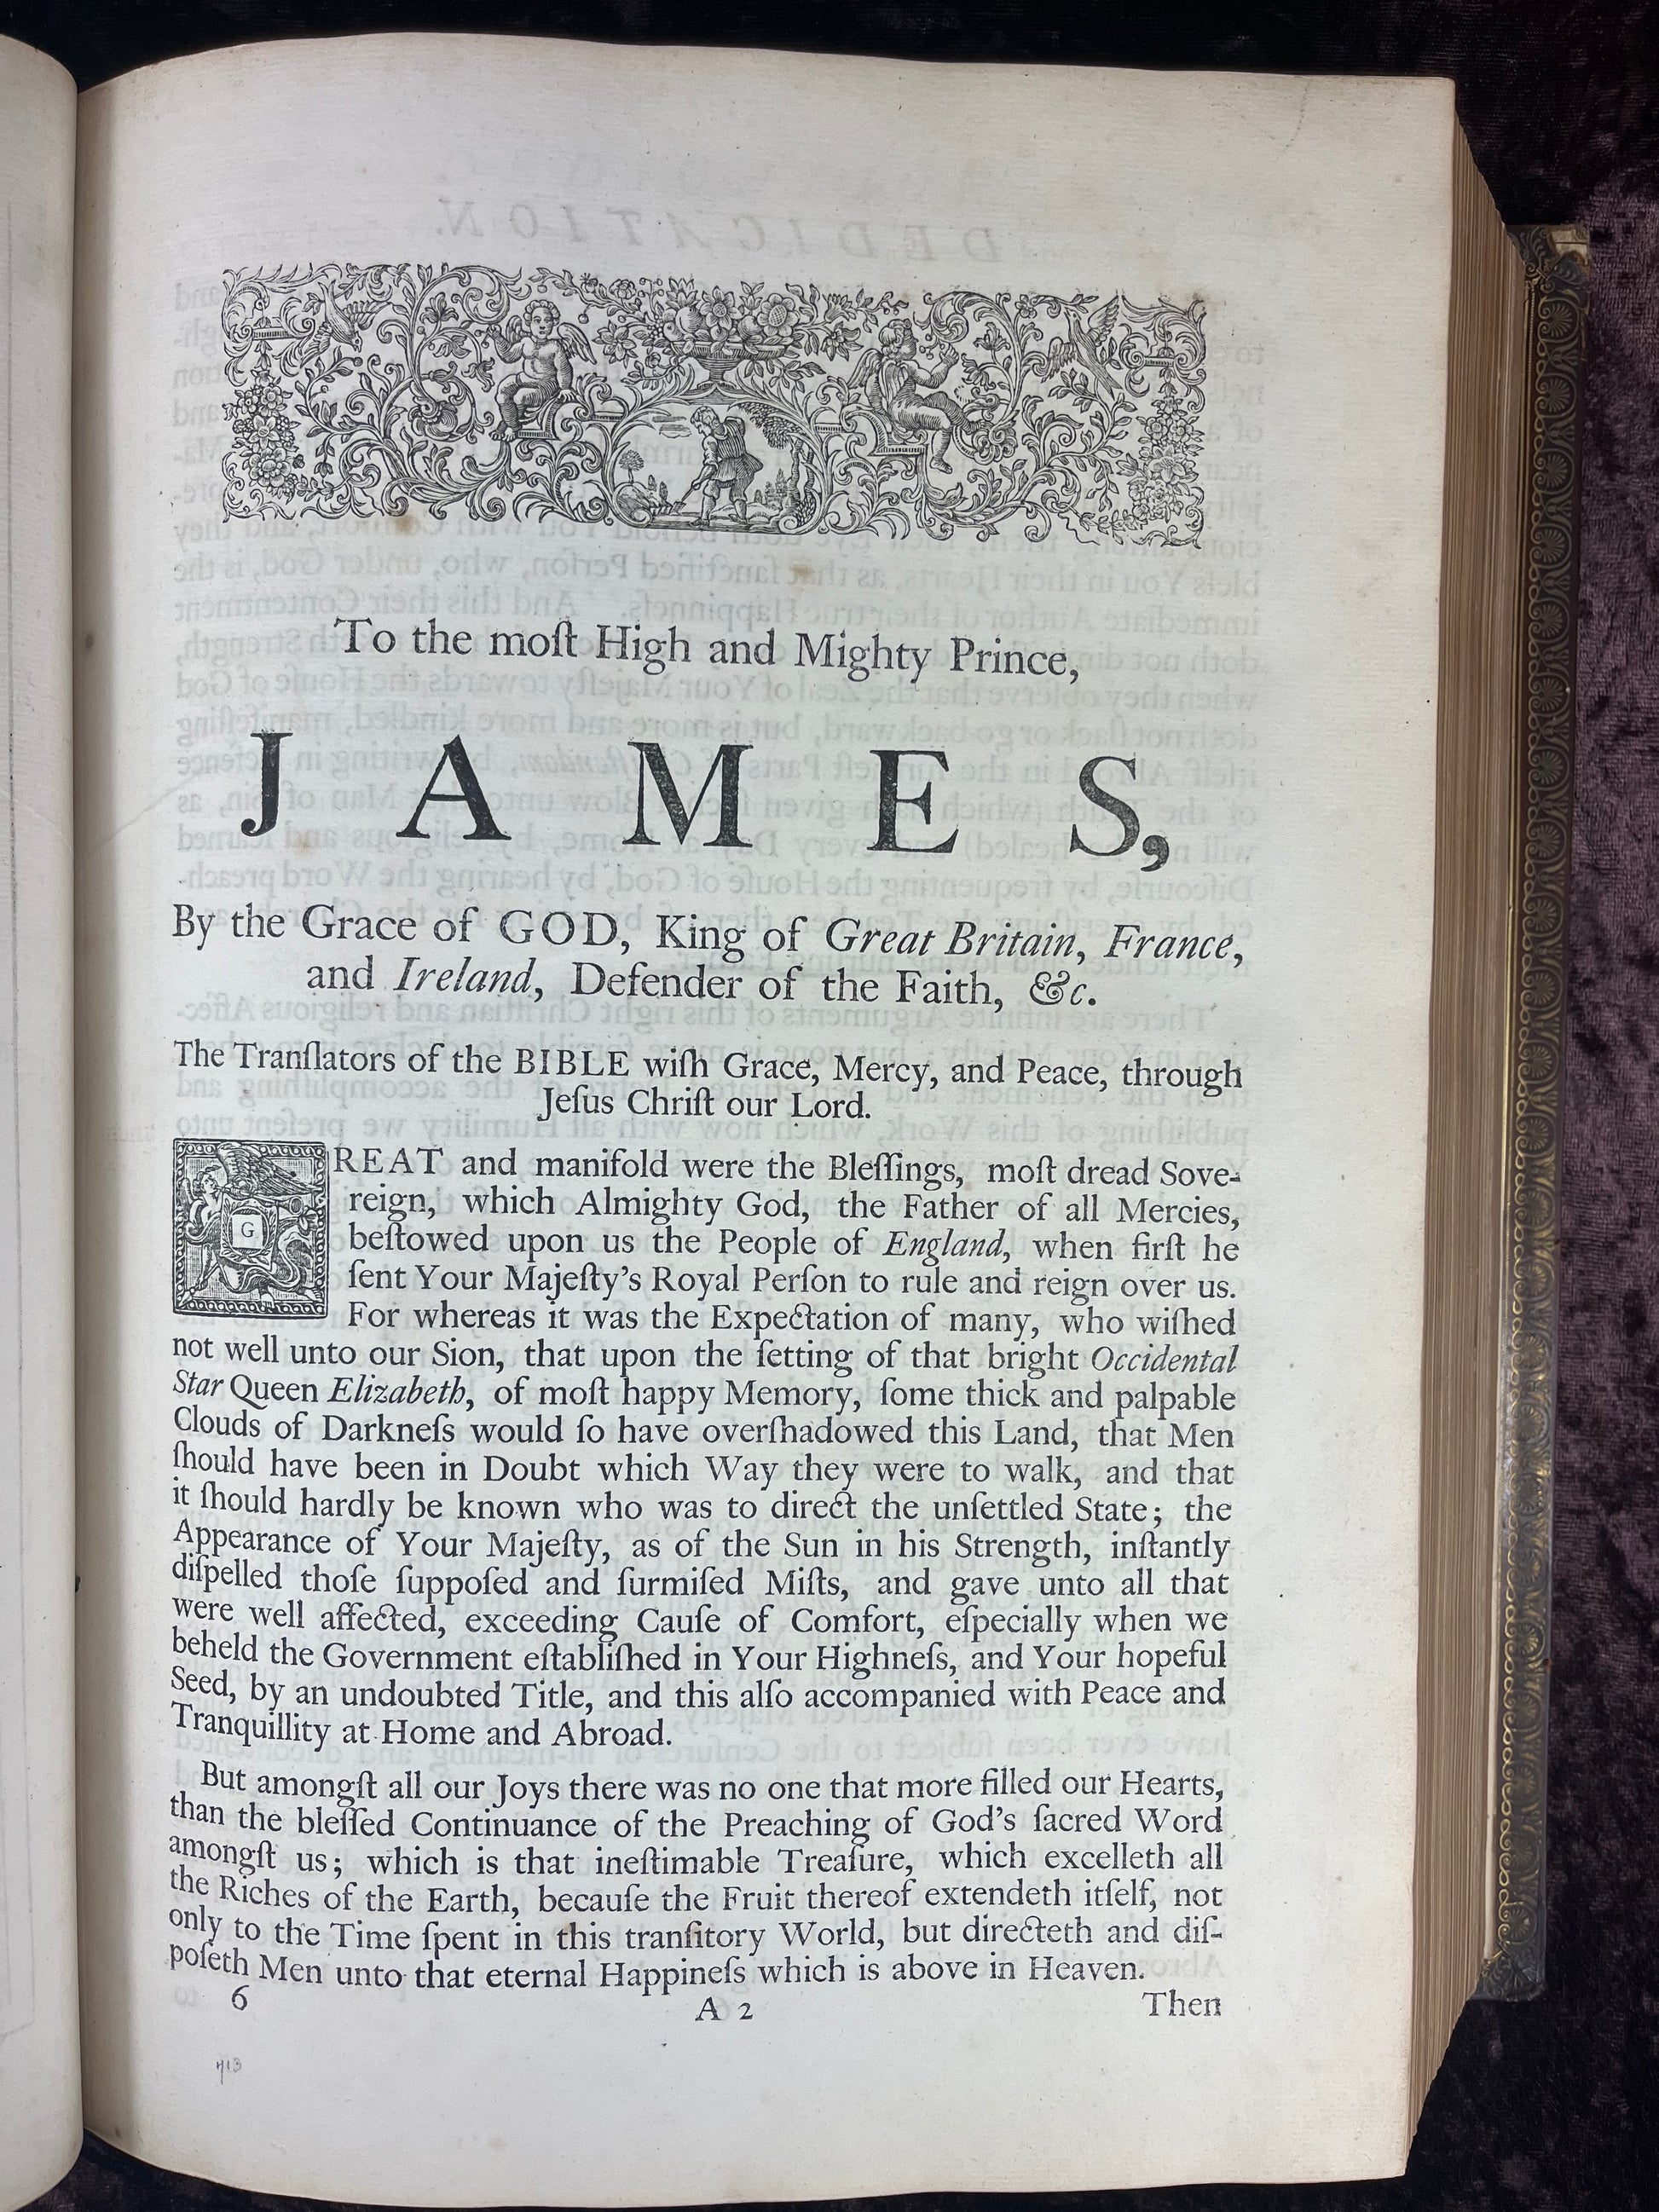 To the moſt High and Mighty Prince,
JAMES,
By the Grace of GOD, King of Great Britain, France,
and Ireland, Defender of the Faith, &c.
The Tranſlators of the BIBLE wiſh Grace, Mercy, and Peace, through
Jeſus Chriſt our Lord.
GREAT and manifold were the Bleſſings, moſt dread Sove-
reign, which Almighty God, the Father of all Mercies,
beſtowed upon us the People of England, when firſt he
ſent Your Majeſty's Royal Perſon to rule and reign over us.
For whereas it was the Expectation of many, who wiſhed
not well unto our Sion, that upon the ſetting of that bright Occidental
Star Queen Elizabeth, of moſt happy Memory, ſome thick and palpable
Clouds of Darkneſs would ſo have overſhadowed this Land, that Men
ſhould have been in Doubt which Way they were to walk, and that
it ſhould hardly be known who was to direct the unſettled State; the
Appearance of Your Majeſty, as of the Sun in his Strength, inſtantly
diſpelled thoſe ſuppoſed and ſurmiſed Miſts, and gave unto all that
were well affected, exceeding Cauſe of Comfort, eſpecially when we
beheld the Government eſtabliſhed in Your Highneſs, and Your hopeful
Seed, by an undoubted Title, and this alſo accompanied with Peace and
Tranquillity at Home and Abroad.
But amongſt all our Joys there was no one that more filled our Hearts,
than the bleſſed Continuance of the Preaching of God's ſacred Word
amongſt us; which is that ineſtimable Treaſure, which excelleth all
the Riches of the Earth, becauſe the Fruit thereof extendeth itſelf, not
only to the Time ſpent in this tranſitory World, but directeth and diſ-
poſeth Men unto that eternal Happineſs which is above in Heaven.
6 A 2 Then
713